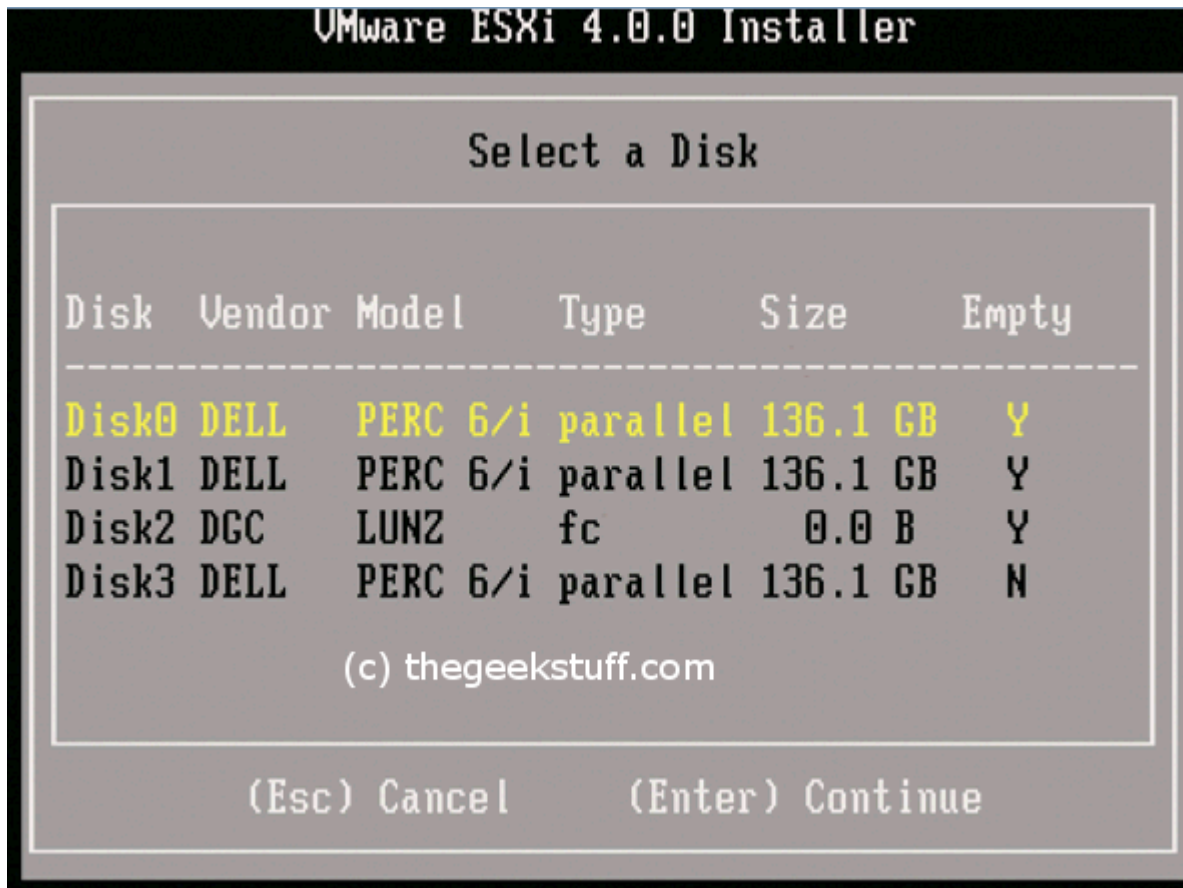 VMware ESXi 4.0.0 Installer
Select a Disk
Disk Vendor Model Type Size Empty
Disk0 DELL PERC 6/i parallel 136.1 GB Y
Disk1 DELL PERC 6/i parallel 136.1 GB Y
Disk2 DGC LUNZ fc 0.0 B Y
Disk3 DELL PERC 6/i parallel 136.1 GB N
(c) thegeekstuff.com
(Esc) Cancel (Enter) Continue